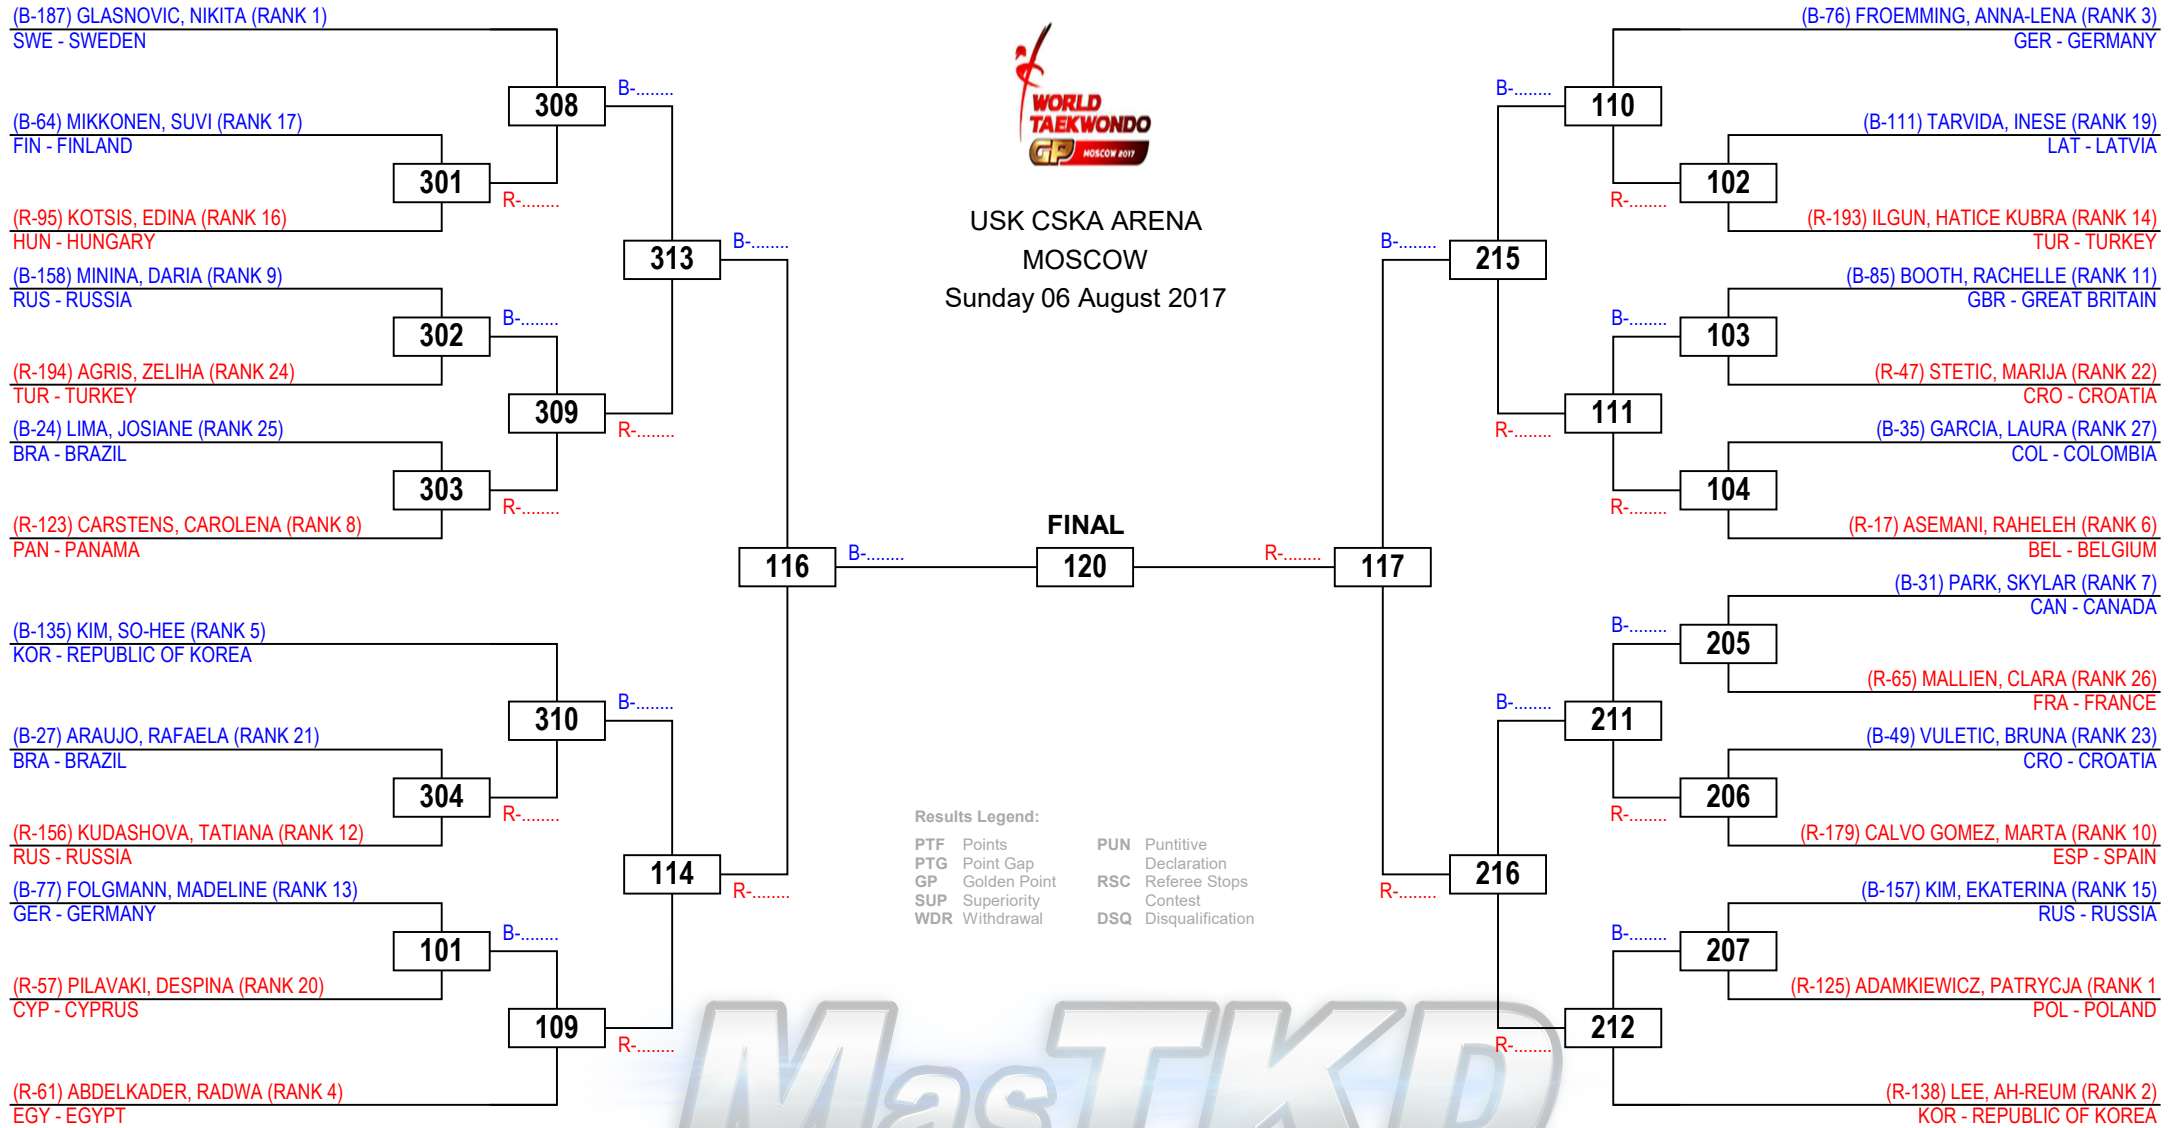 (B-187) GLASNOVIC, NIKITA (RANK 1)
SWE - SWEDEN
308
B-........
(B-64) MIKKONEN, SUVI (RANK 17)
FIN - FINLAND
301
R-........
(R-95) KOTSIS, EDINA (RANK 16)
HUN - HUNGARY
313
B-........
(B-158) MININA, DARIA (RANK 9)
RUS - RUSSIA
302
B-........
(R-194) AGRIS, ZELIHA (RANK 24)
TUR - TURKEY
309
R-........
(B-24) LIMA, JOSIANE (RANK 25)
BRA - BRAZIL
303
R-........
(R-123) CARSTENS, CAROLENA (RANK 8)
PAN - PANAMA
116
B-........
(B-135) KIM, SO-HEE (RANK 5)
KOR - REPUBLIC OF KOREA
310
B-........
(B-27) ARAUJO, RAFAELA (RANK 21)
BRA - BRAZIL
304
R-........
(R-156) KUDASHOVA, TATIANA (RANK 12)
RUS - RUSSIA
114
R-........
(B-77) FOLGMANN, MADELINE (RANK 13)
GER - GERMANY
101
B-........
(R-57) PILAVAKI, DESPINA (RANK 20)
CYP - CYPRUS
109
R-........
(R-61) ABDELKADER, RADWA (RANK 4)
EGY - EGYPT
WORLD
TAEKWONDO
GP MOSCOW 2017
USK CSKA ARENA
MOSCOW
Sunday 06 August 2017
FINAL
120
Results Legend:
PTF Points
PTG Point Gap
GP Golden Point
SUP Superiority
WDR Withdrawal
PUN Puntitive
Declaration
RSC Referee Stops
Contest
DSQ Disqualification
MasTKD
(B-76) FROEMMING, ANNA-LENA (RANK 3)
GER - GERMANY
B-........
110
(B-111) TARVIDA, INESE (RANK 19)
LAT - LATVIA
102
R-........
(R-193) ILGUN, HATICE KUBRA (RANK 14)
TUR - TURKEY
B-........
215
(B-85) BOOTH, RACHELLE (RANK 11)
GBR - GREAT BRITAIN
B-........
103
(R-47) STETIC, MARIJA (RANK 22)
CRO - CROATIA
111
R-........
(B-35) GARCIA, LAURA (RANK 27)
COL - COLOMBIA
104
R-........
(R-17) ASEMANI, RAHELEH (RANK 6)
BEL - BELGIUM
R-........
117
(B-31) PARK, SKYLAR (RANK 7)
CAN - CANADA
B-........
205
(R-65) MALLIEN, CLARA (RANK 26)
FRA - FRANCE
B-........
211
(B-49) VULETIC, BRUNA (RANK 23)
CRO - CROATIA
206
R-........
(R-179) CALVO GOMEZ, MARTA (RANK 10)
ESP - SPAIN
216
R-........
(B-157) KIM, EKATERINA (RANK 15)
RUS - RUSSIA
B-........
207
(R-125) ADAMKIEWICZ, PATRYCJA (RANK 1
POL - POLAND
212
R-........
(R-138) LEE, AH-REUM (RANK 2)
KOR - REPUBLIC OF KOREA